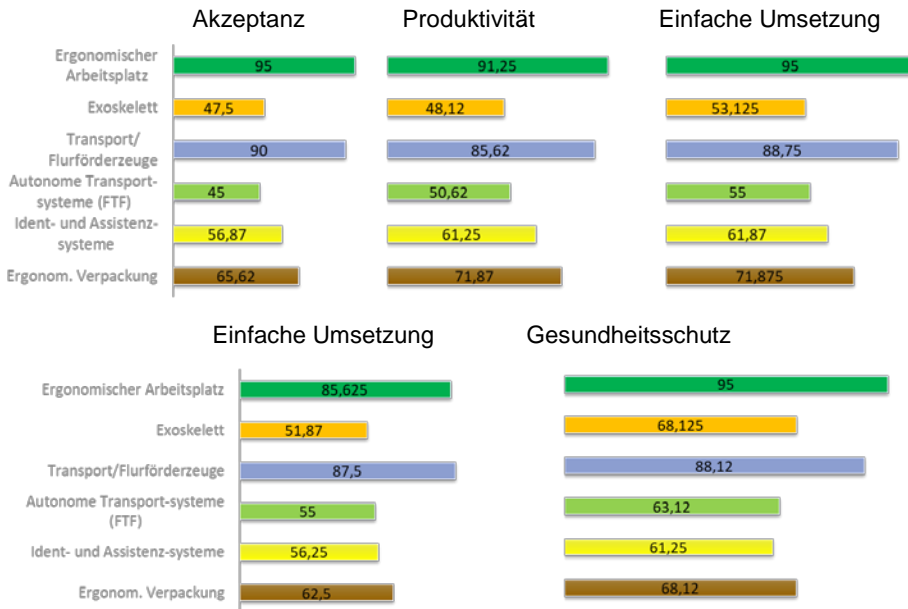 Akzeptanz Produktivität Einfache Umsetzung
Ergonomischer
Arbeitsplatz
95 91,25 95
Exoskelett 47,5 48,12 53,125
Transport/
Flurförderzeuge
90 85,62 88,75
Autonome Transport-
systeme (FTF)
45 50,62 55
Ident- und Assistenz-
systeme
56,87 61,25 61,87
Ergonom. Verpackung 65,62 71,87 71,875
Einfache Umsetzung Gesundheitsschutz
Ergonomischer Arbeitsplatz 85,625 95
Exoskelett 51,87 68,125
Transport/Flurförderzeuge 87,5 88,12
Autonome Transport-systeme
(FTF)
55 63,12
Ident- und Assistenz-systeme 56,25 61,25
Ergonom. Verpackung 62,5 68,12